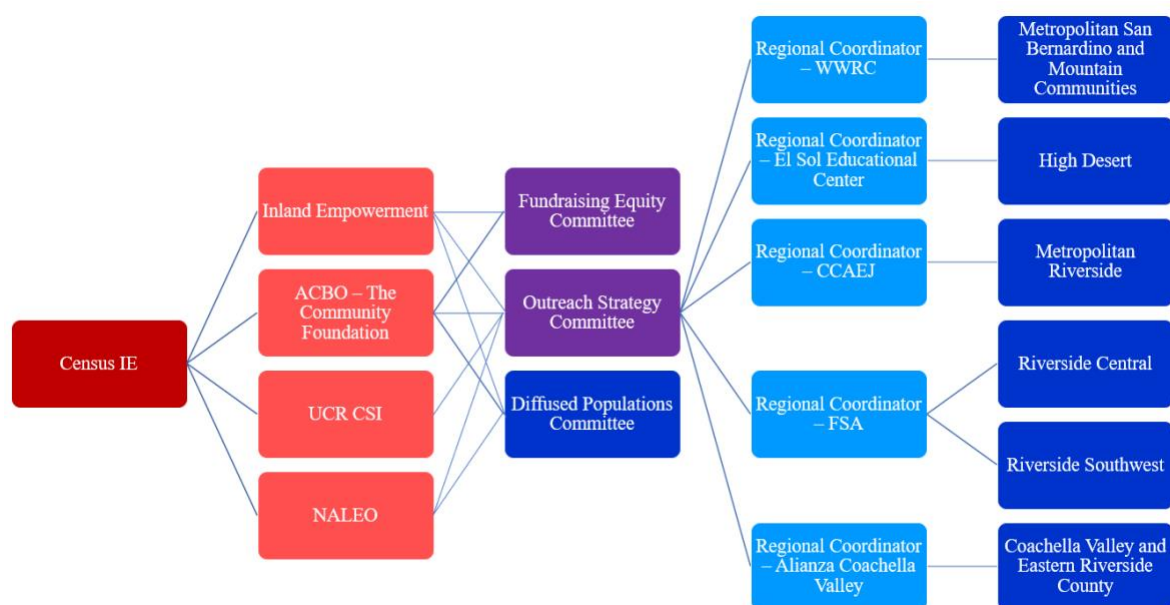 Census IE
Inland Empowerment
ACBO – The
Community
Foundation
UCR CSI
NALEO
Fundraising Equity
Committee
Outreach Strategy
Committee
Diffused Populations
Committee
Regional Coordinator
– WWRC
Regional Coordinator
– El Sol Educational
Center
Regional Coordinator
– CCAEJ
Regional Coordinator
– FSA
Regional Coordinator
– Alianza Coachella
Valley
Metropolitan San
Bernardino and
Mountain
Communities
High Desert
Metropolitan
Riverside
Riverside Central
Riverside Southwest
Coachella Valley and
Eastern Riverside
County